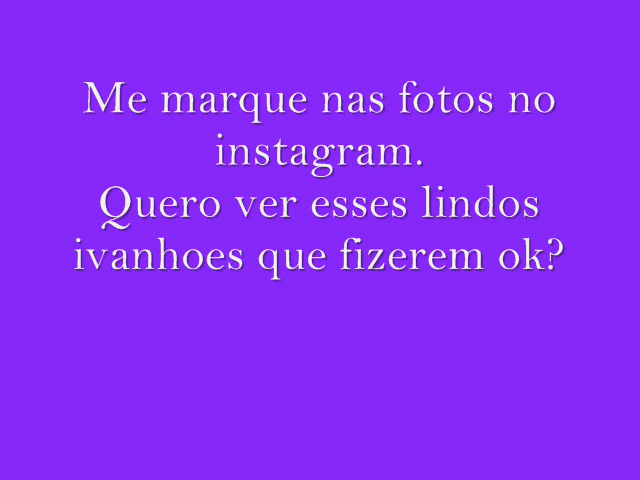 Me marque nas fotos no
instagram.
Quero ver esses lindos
ivanhoes que fizerem ok?